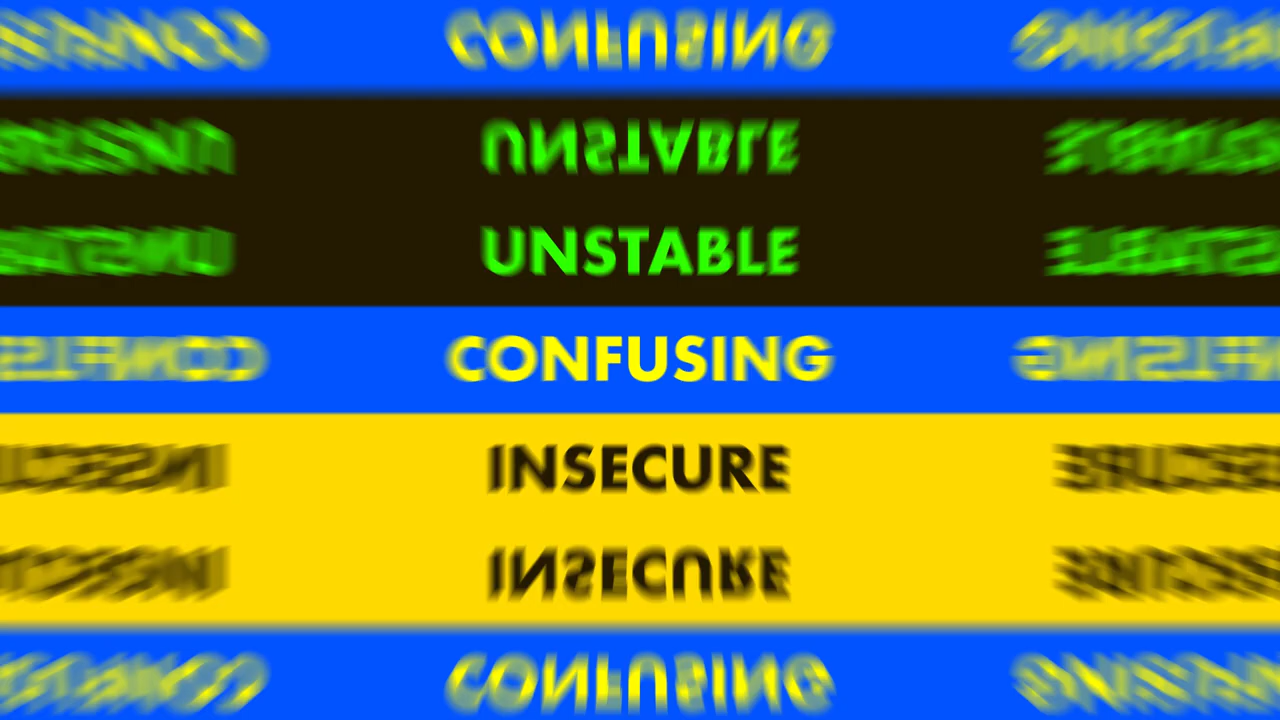 CONFUSING
UNSTABLE
UNSTABLE
CONFUSING
INSECURE
INSECURE
CONFUSING